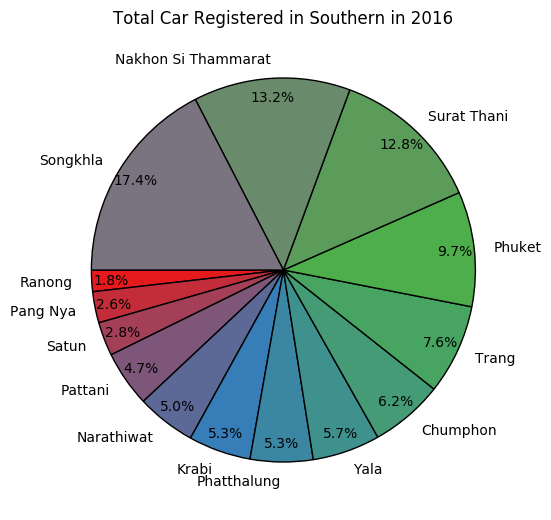 Total Car Registered in Southern in 2016
Nakhon Si Thammarat
13.2%
Surat Thani
12.8%
Songkhla
17.4%
Phuket
9.7%
Ranong
1.8%
Pang Nya
2.6%
Satun
2.8%
Trang
7.6%
Pattani
4.7%
Chumphon
6.2%
Narathiwat
5.0%
Krabi
5.3%
Phatthalung
5.3%
Yala
5.7%